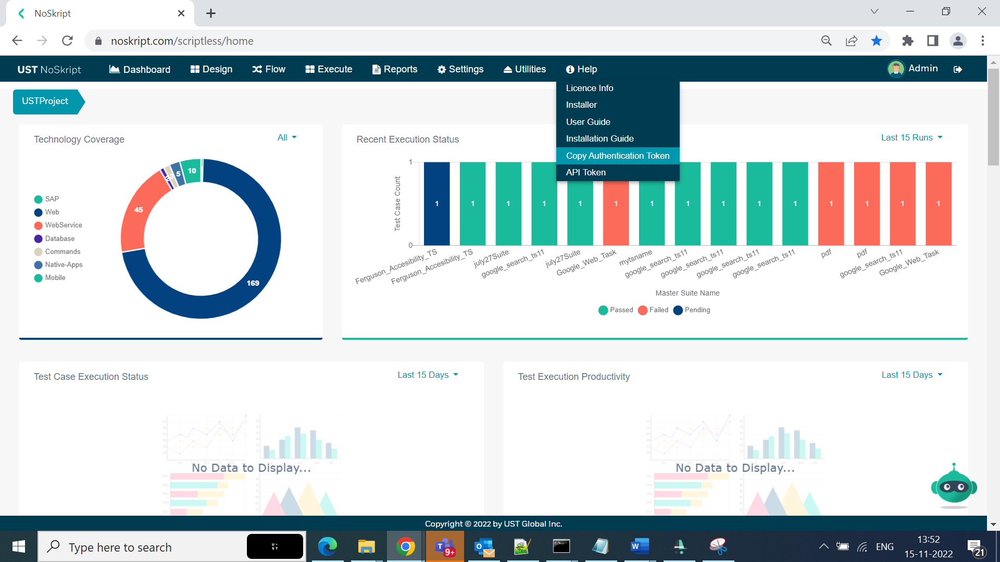 NoSkript
noskript.com/scriptless/home
UST NoSkript
Dashboard
Design
Flow
Execute
Reports
Settings
Utilities
Help
Admin
Licence Info
Installer
User Guide
Installation Guide
Copy Authentication Token
API Token
USTProject
Technology Coverage
All
SAP
Web
WebService
Database
Commands
Native-Apps
Mobile
45
5
10
169
Recent Execution Status
Last 15 Runs
Test Case Count
1
0
1 1 1 1 1 1 1 1 1 1 1 1 1 1 1
Ferguson_Accesibility_TS
Ferguson_Accesibility_TS
july27Suite
google_search_ts11
july27Suite
Google_Web_Task
mytsname
google_search_ts11
google_search_ts11
google_search_ts11
google_search_ts11
pdf
pdf
google_search_ts11
Google_Web_Task
Master Suite Name
Passed Failed Pending
Test Case Execution Status
Last 15 Days
No Data to Display...
Test Execution Productivity
Last 15 Days
No Data to Display...
Copyright © 2022 by UST Global Inc.
Type here to search
U·
ST
9+
ENG
13:52
15-11-2022
21